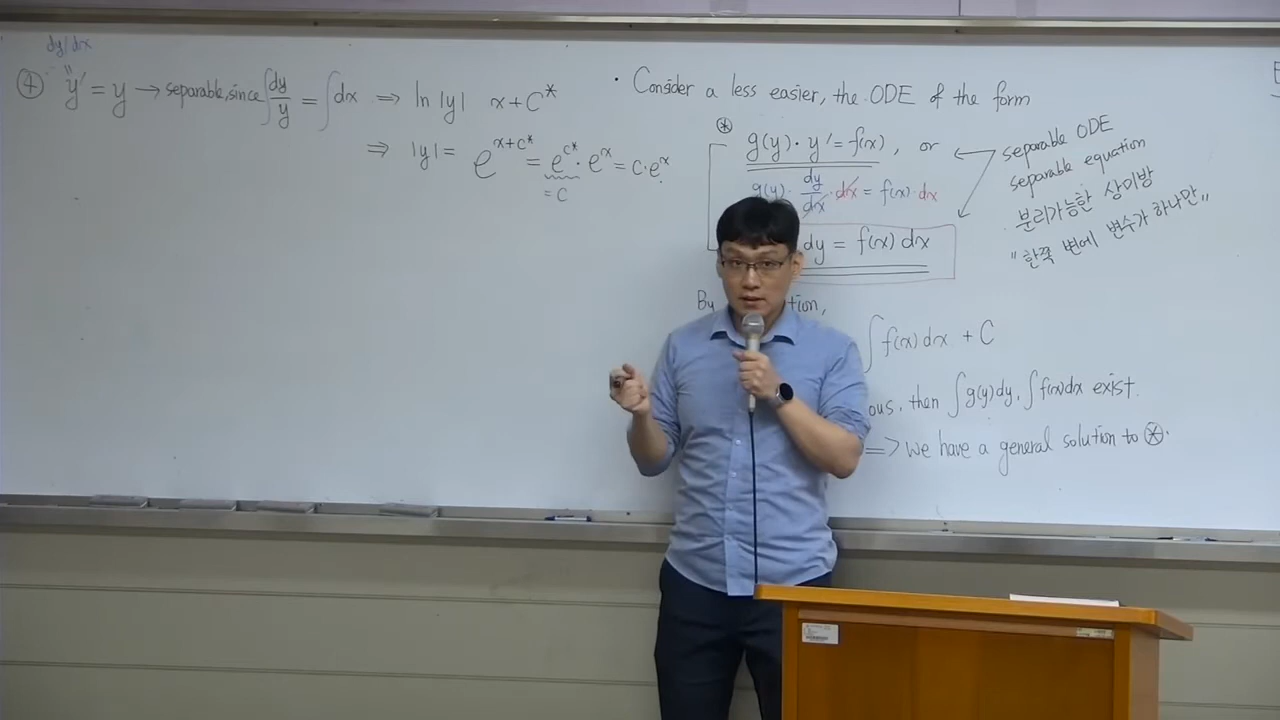 dy/dx
④ y' = y → separable, since ∫ dy/y = ∫ dx ⇒ ln |y| x + C*
⇒ |y| = e^{x+c*} = e^{c*} · e^x = c · e^x
= C
· Consider a less easier, the ODE of the form
⊛ g(y) · y' = f(x), or
g(y) · dy/dx · dx = f(x) · dx
dy = f(x) dx
separable ODE
separable equation
분리가능한 상미방
"한쪽 변에 변수가 하나만"
By tion,
∫ f(x) dx + C
ous, then ∫ g(y)dy, ∫ f(x)dx exist.
=> we have a general solution to ⊛.